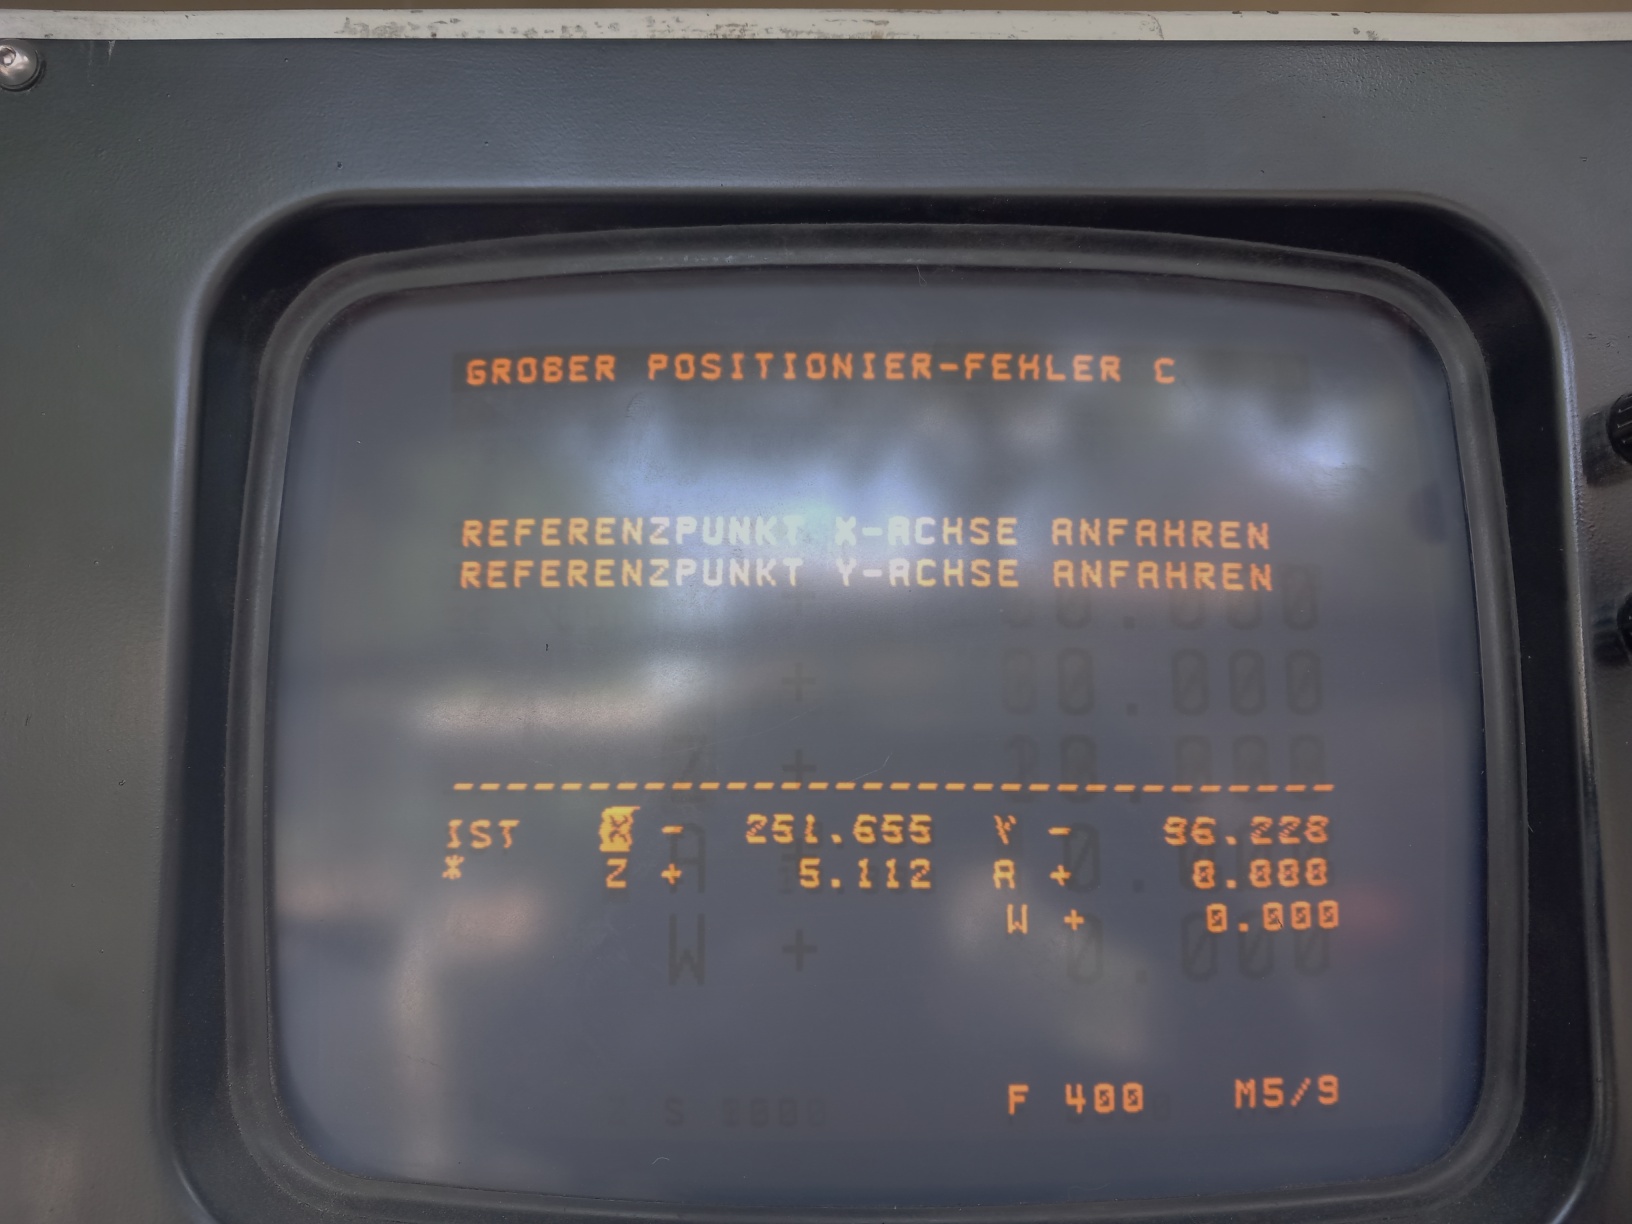 GROBER POSITIONIER-FEHLER C
REFERENZPUNKT X-ACHSE ANFAHREN
REFERENZPUNKT Y-ACHSE ANFAHREN
--------------------------------
IST X - 251.655 Y - 96.228
* Z + 5.112 A + 0.000
W + 0.000
F 400 M5/9